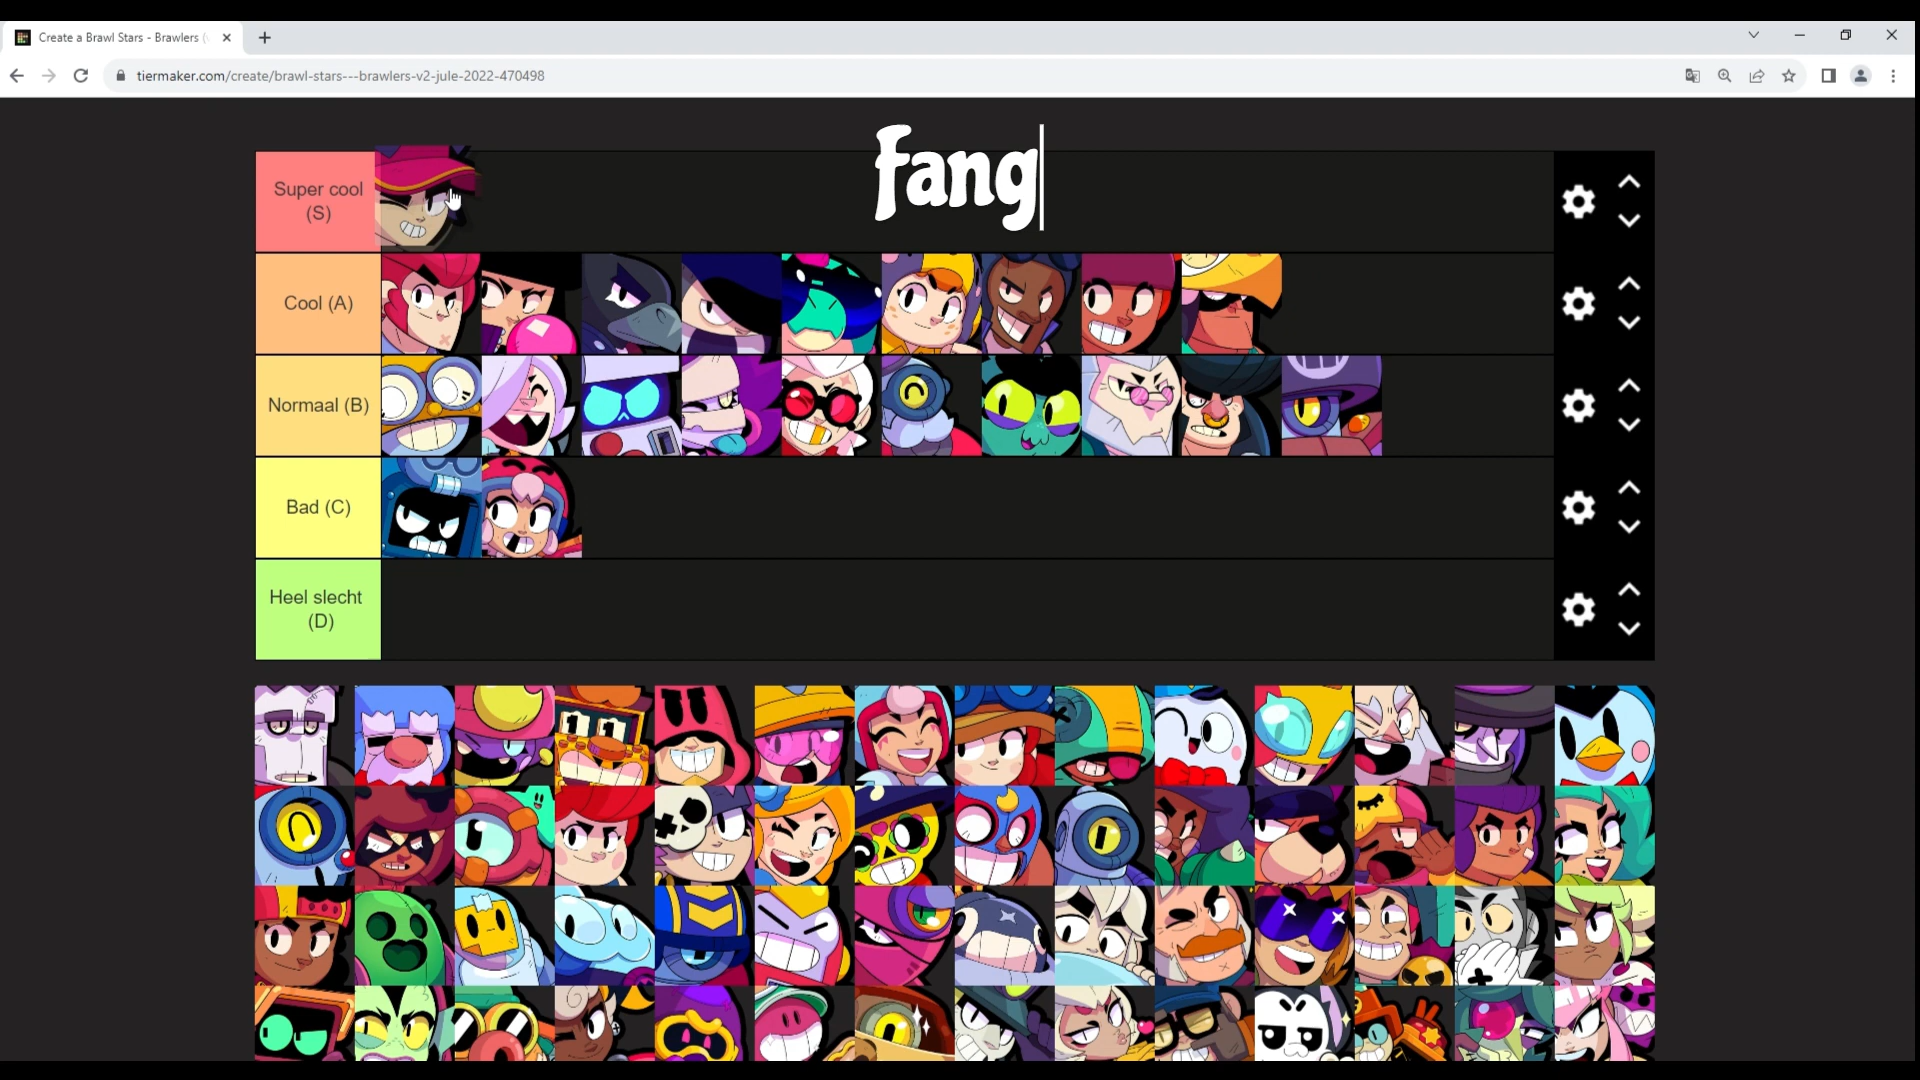 Create a Brawl Stars - Brawlers (
tiermaker.com/create/brawl-stars---brawlers-v2-jule-2022-470498
fang
Super cool
(S)
Cool (A)
Normaal (B)
Bad (C)
Heel slecht
(D)